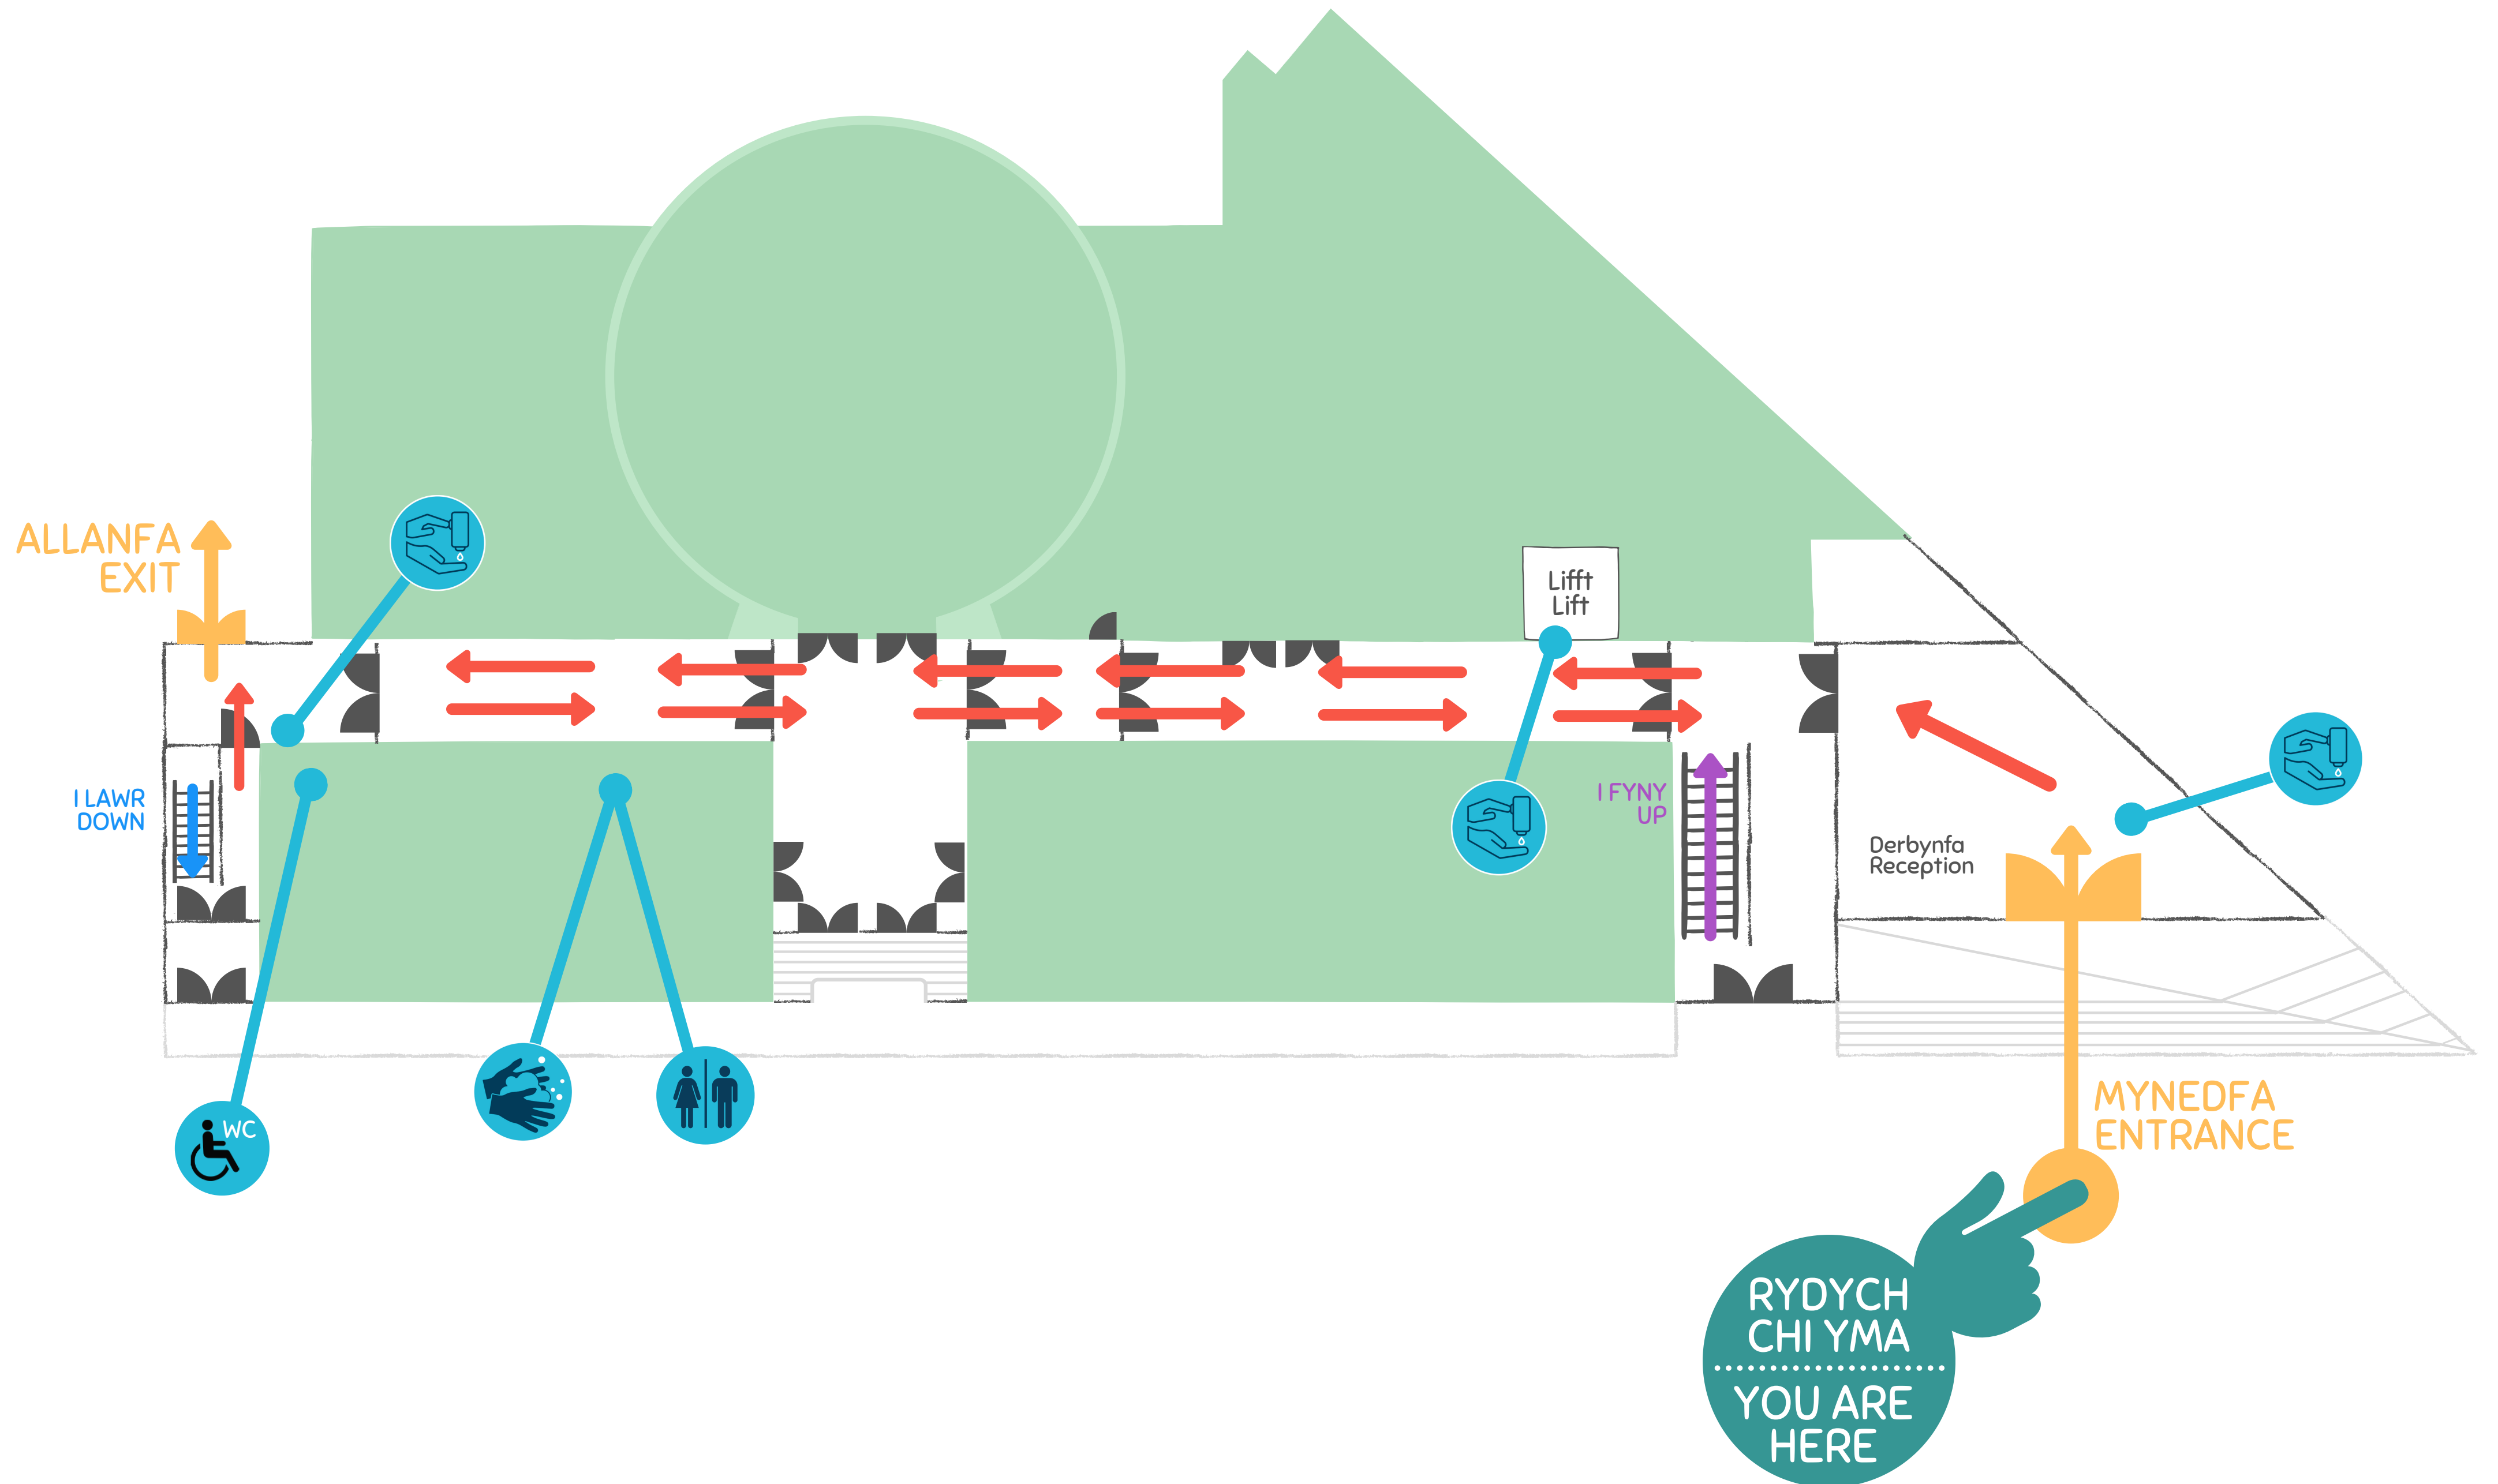 ALLANFA
EXIT
Lifft
Lift
I LAWR
DOWN
I FYNY
UP
Derbynfa
Reception
WC
MYNEDFA
ENTRANCE
RYDYCH
CHI YMA
YOU ARE
HERE